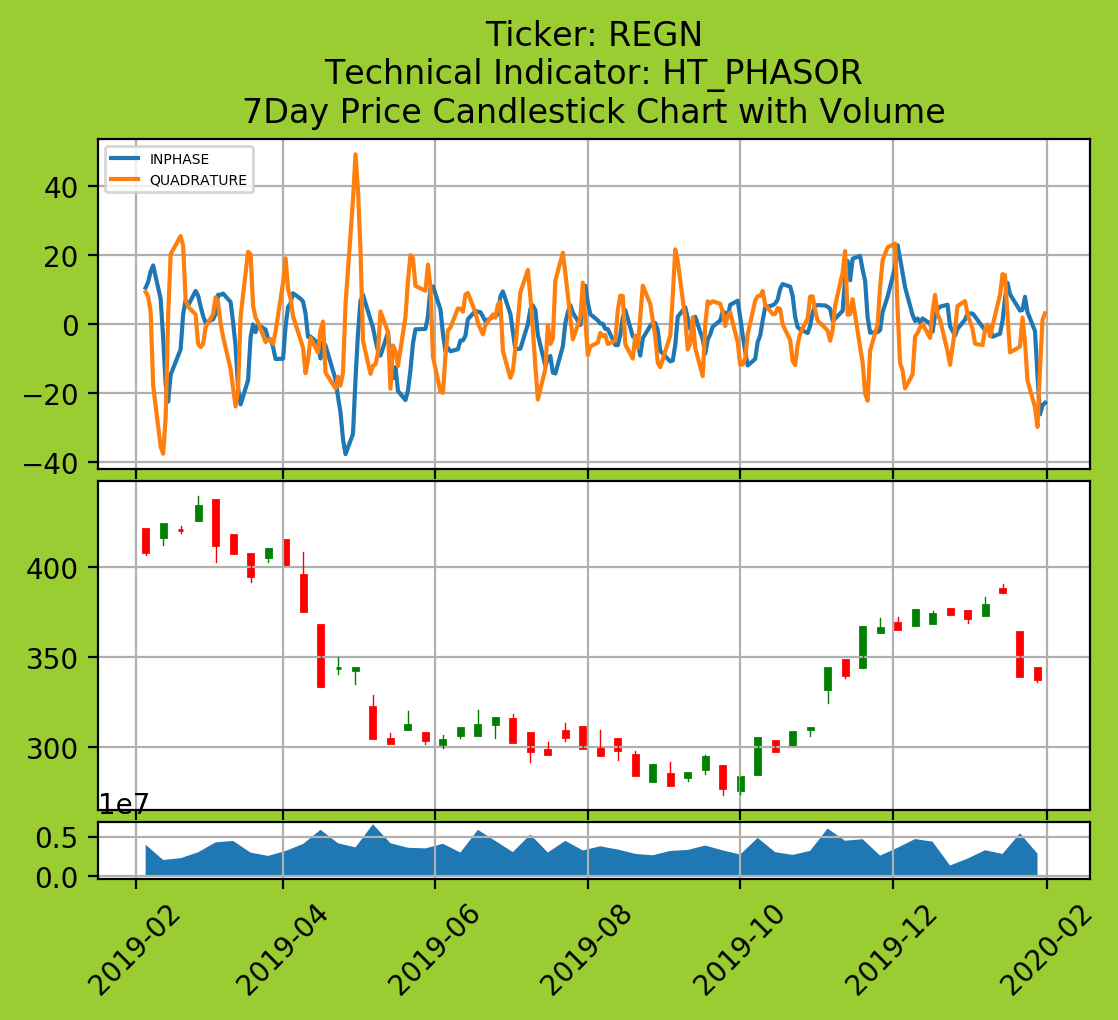 Ticker: REGN
Technical Indicator: HT_PHASOR
7Day Price Candlestick Chart with Volume
INPHASE
QUADRATURE
40
20
0
−20
−40
400
350
300
1e7
0.5
0.0
2019-02
2019-04
2019-06
2019-08
2019-10
2019-12
2020-02